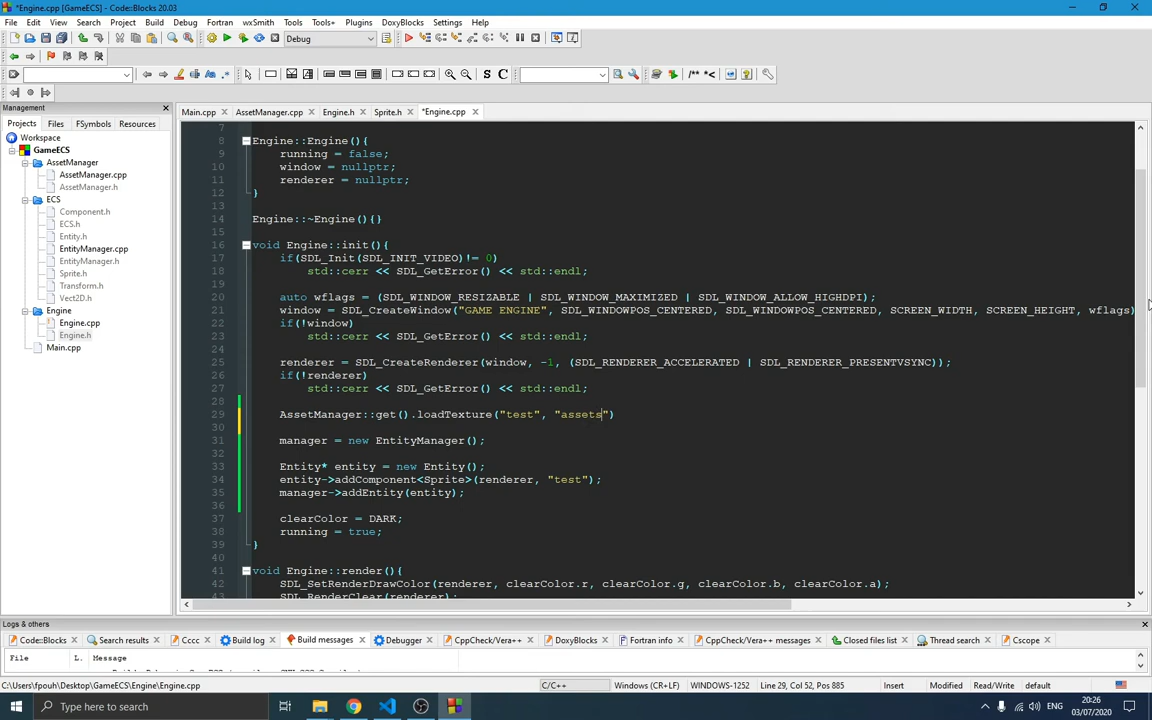 *Engine.cpp [GameECS] - Code::Blocks 20.03
File Edit View Search Project Build Debug Fortran wxSmith Tools Tools+ Plugins DoxyBlocks Settings Help
Debug
S C /** *<
Management
Main.cpp AssetManager.cpp Engine.h Sprite.h *Engine.cpp
Projects Files FSymbols Resources
Workspace
GameECS
AssetManager
AssetManager.cpp
AssetManager.h
ECS
Component.h
ECS.h
Entity.h
EntityManager.cpp
EntityManager.h
Sprite.h
Transform.h
Vect2D.h
Engine
Engine.cpp
Engine.h
Main.cpp
7
8 Engine::Engine(){
9 running = false;
10 window = nullptr;
11 renderer = nullptr;
12 }
13
14 Engine::~Engine(){}
15
16 void Engine::init(){
17 if(SDL_Init(SDL_INIT_VIDEO)!= 0)
18 std::cerr << SDL_GetError() << std::endl;
19
20 auto wflags = (SDL_WINDOW_RESIZABLE | SDL_WINDOW_MAXIMIZED | SDL_WINDOW_ALLOW_HIGHDPI);
21 window = SDL_CreateWindow("GAME ENGINE", SDL_WINDOWPOS_CENTERED, SDL_WINDOWPOS_CENTERED, SCREEN_WIDTH, SCREEN_HEIGHT, wflags)
22 if(!window)
23 std::cerr << SDL_GetError() << std::endl;
24
25 renderer = SDL_CreateRenderer(window, -1, (SDL_RENDERER_ACCELERATED | SDL_RENDERER_PRESENTVSYNC));
26 if(!renderer)
27 std::cerr << SDL_GetError() << std::endl;
28
29 AssetManager::get().loadTexture("test", "assets")
30
31 manager = new EntityManager();
32
33 Entity* entity = new Entity();
34 entity->addComponent<Sprite>(renderer, "test");
35 manager->addEntity(entity);
36
37 clearColor = DARK;
38 running = true;
39 }
40
41 void Engine::render(){
42 SDL_SetRenderDrawColor(renderer, clearColor.r, clearColor.g, clearColor.b, clearColor.a);
43 SDL_RenderClear(renderer);
Logs & others
Code::Blocks Search results Cccc Build log Build messages Debugger CppCheck/Vera++ DoxyBlocks Fortran info CppCheck/Vera++ messages Closed files list Thread search Cscope
File L. Message
C:\Users\fpouh\Desktop\GameECS\Engine\Engine.cpp C/C++ Windows (CR+LF) WINDOWS-1252 Line 29, Col 52, Pos 885 Insert Modified Read/Write default
Type here to search
ENG
20:26
03/07/2020